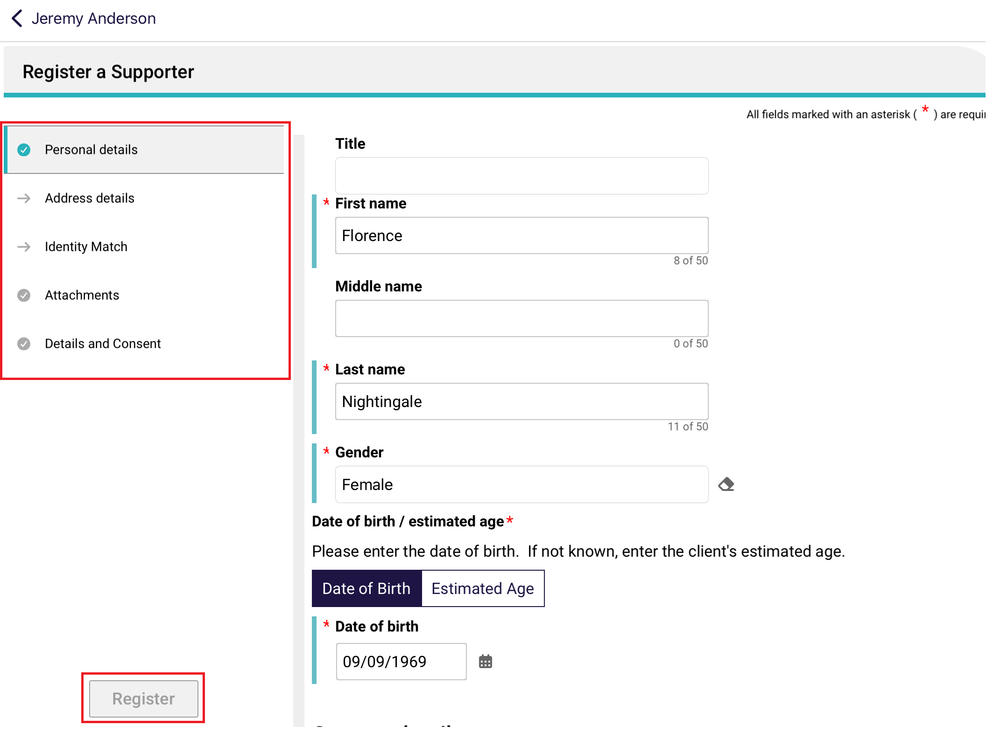 Jeremy Anderson
Register a Supporter
All fields marked with an asterisk ( * ) are
Personal details
Address details
Identity Match
Attachments
Details and Consent
Register
Title
* First name
Florence
8 of 50
Middle name
0 of 50
* Last name
Nightingale
11 of 50
* Gender
Female
Date of birth / estimated age *
Please enter the date of birth.  If not known, enter the client's estimated age.
Date of Birth
Estimated Age
* Date of birth
09/09/1969